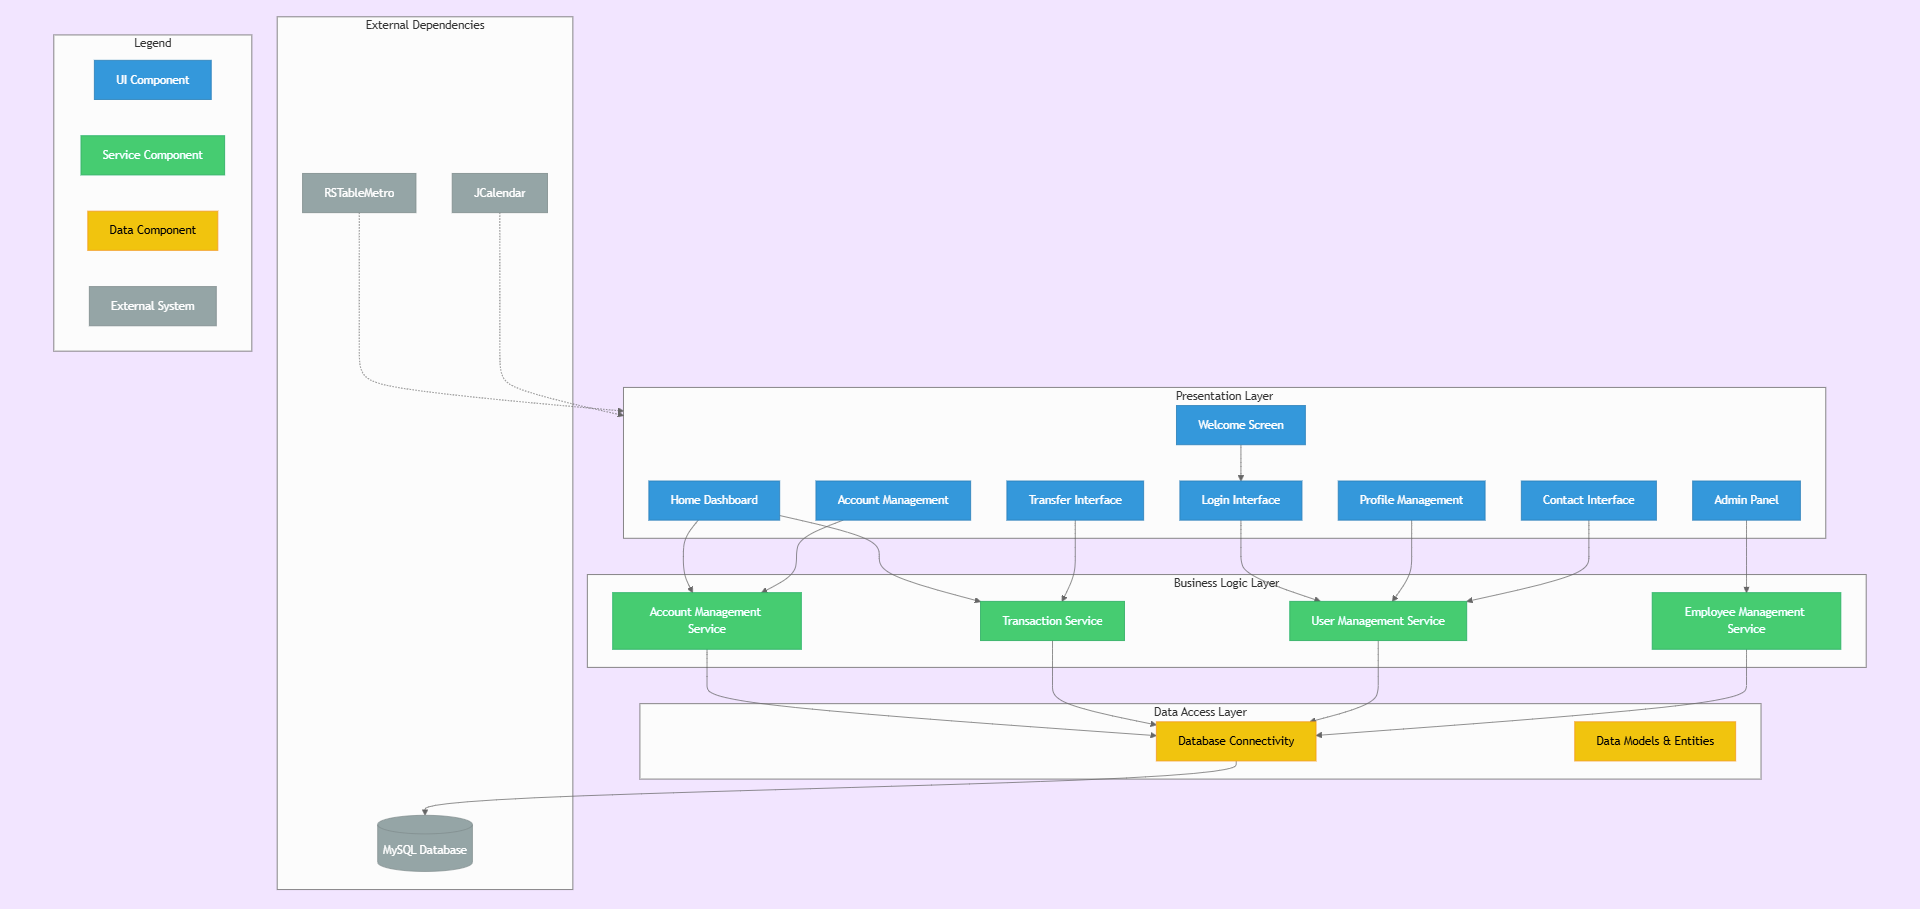 Legend
UI Component
Service Component
Data Component
External System
External Dependencies
RSTableMetro
JCalendar
MySQL Database
Presentation Layer
Welcome Screen
Home Dashboard
Account Management
Transfer Interface
Login Interface
Profile Management
Contact Interface
Admin Panel
Business Logic Layer
Account Management
Service
Transaction Service
User Management Service
Employee Management
Service
Data Access Layer
Database Connectivity
Data Models & Entities